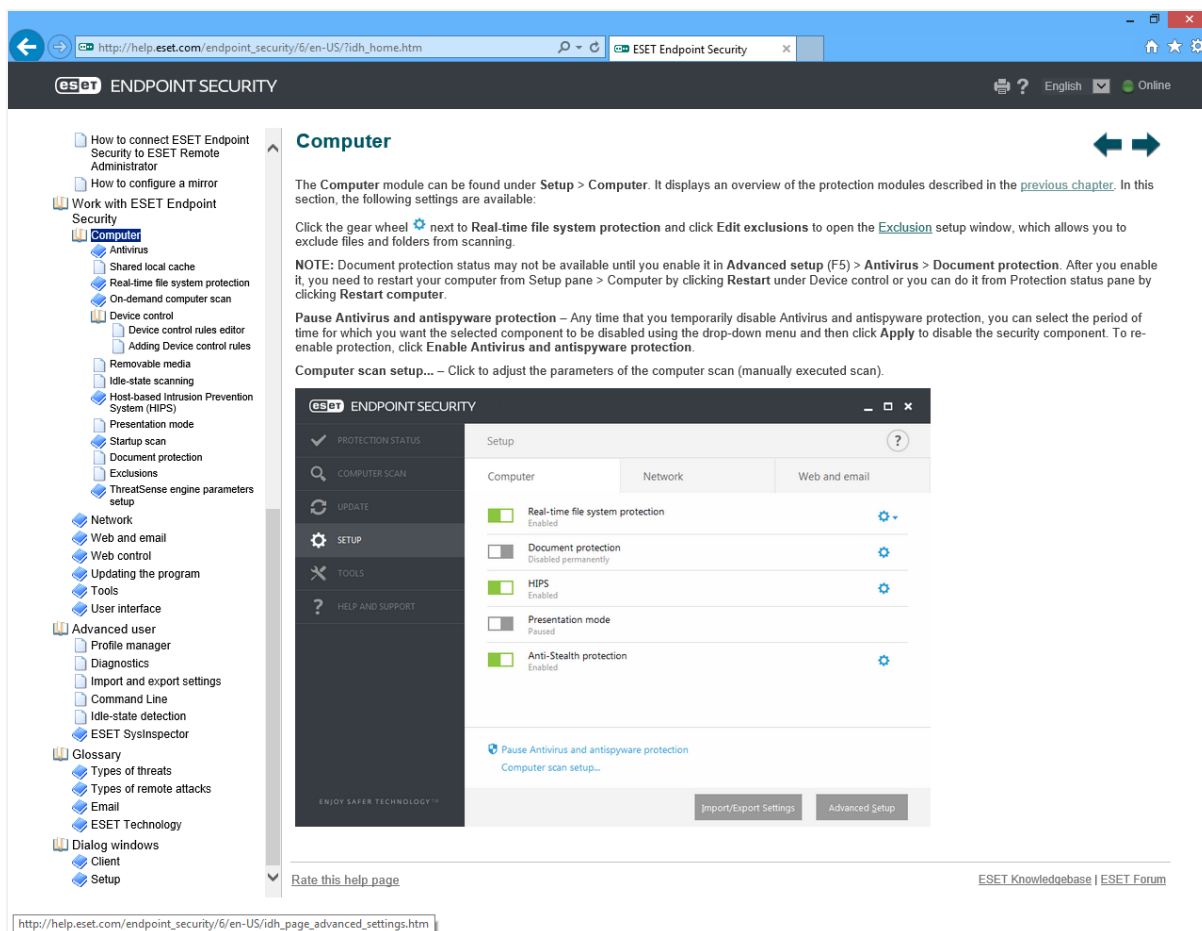 http://help.eset.com/endpoint_security/6/en-US/?idh_home.htm
ESET Endpoint Security
eset ENDPOINT SECURITY
English
Online
How to connect ESET Endpoint
Security to ESET Remote
Administrator
How to configure a mirror
Work with ESET Endpoint
Security
Computer
Antivirus
Shared local cache
Real-time file system protection
On-demand computer scan
Device control
Device control rules editor
Adding Device control rules
Removable media
Idle-state scanning
Host-based Intrusion Prevention
System (HIPS)
Presentation mode
Startup scan
Document protection
Exclusions
ThreatSense engine parameters
setup
Network
Web and email
Web control
Updating the program
Tools
User interface
Advanced user
Profile manager
Diagnostics
Import and export settings
Command Line
Idle-state detection
ESET SysInspector
Glossary
Types of threats
Types of remote attacks
Email
ESET Technology
Dialog windows
Client
Setup
Computer
The Computer module can be found under Setup > Computer. It displays an overview of the protection modules described in the previous chapter. In this
section, the following settings are available:
Click the gear wheel next to Real-time file system protection and click Edit exclusions to open the Exclusion setup window, which allows you to
exclude files and folders from scanning.
NOTE: Document protection status may not be available until you enable it in Advanced setup (F5) > Antivirus > Document protection. After you enable
it, you need to restart your computer from Setup pane > Computer by clicking Restart under Device control or you can do it from Protection status pane by
clicking Restart computer.
Pause Antivirus and antispyware protection – Any time that you temporarily disable Antivirus and antispyware protection, you can select the period of
time for which you want the selected component to be disabled using the drop-down menu and then click Apply to disable the security component. To re-
enable protection, click Enable Antivirus and antispyware protection.
Computer scan setup... – Click to adjust the parameters of the computer scan (manually executed scan).
eset ENDPOINT SECURITY
PROTECTION STATUS
COMPUTER SCAN
UPDATE
SETUP
TOOLS
HELP AND SUPPORT
ENJOY SAFER TECHNOLOGY™
Setup
?
Computer
Network
Web and email
Real-time file system protection
Enabled
Document protection
Disabled permanently
HIPS
Enabled
Presentation mode
Paused
Anti-Stealth protection
Enabled
Pause Antivirus and antispyware protection
Computer scan setup...
Import/Export Settings
Advanced Setup
Rate this help page
ESET Knowledgebase | ESET Forum
http://help.eset.com/endpoint_security/6/en-US/idh_page_advanced_settings.htm